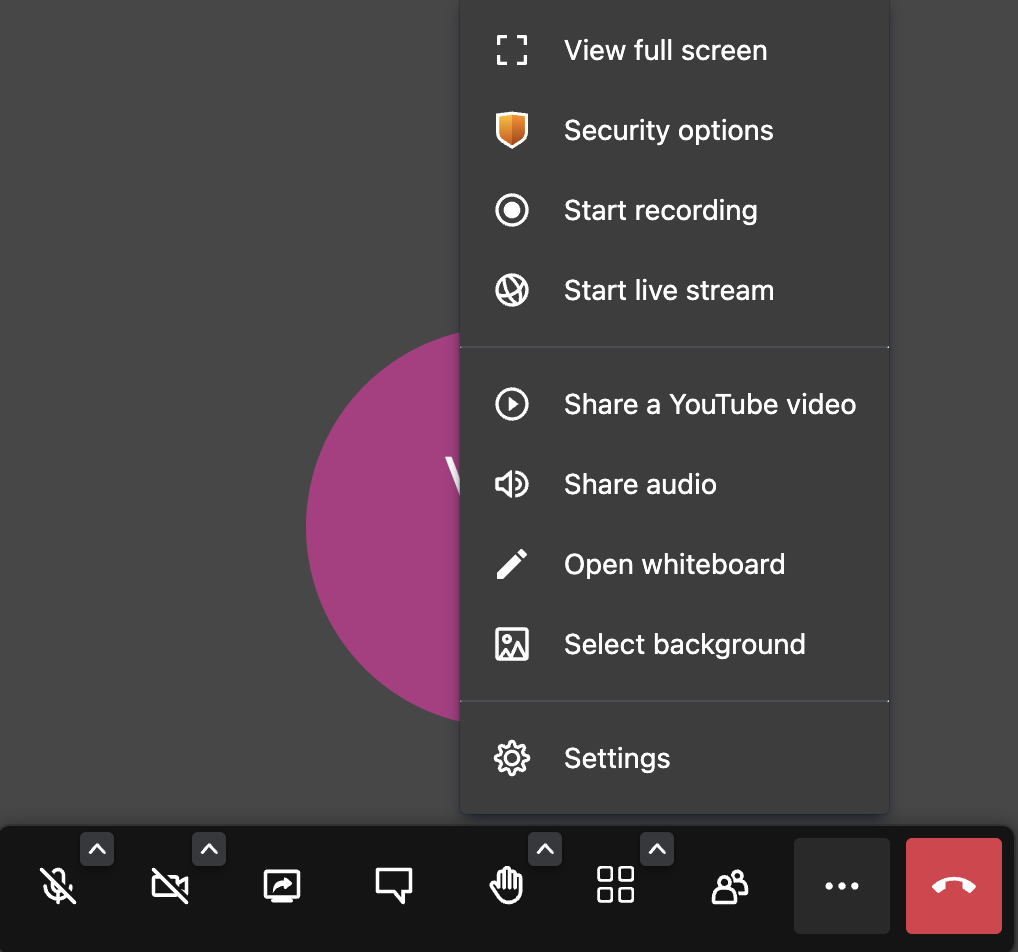 View full screen
Security options
Start recording
Start live stream
Share a YouTube video
Share audio
Open whiteboard
Select background
Settings